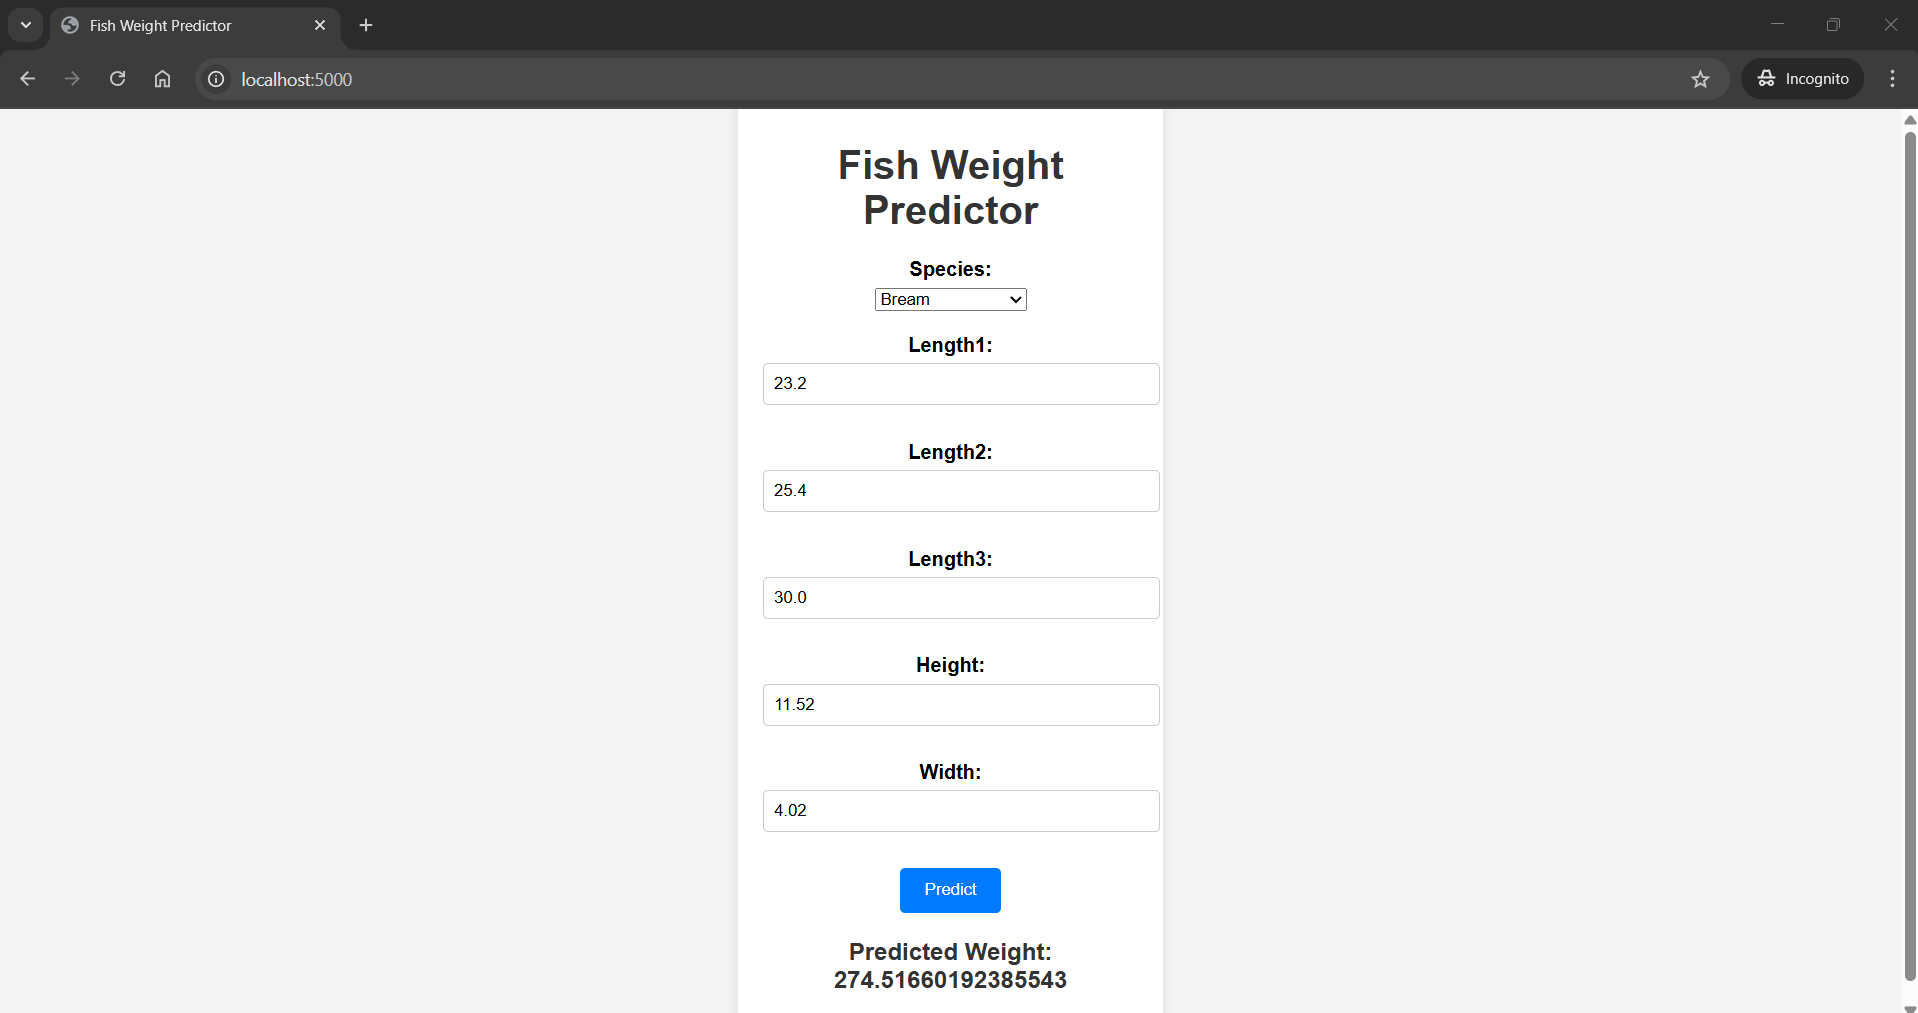 Fish Weight Predictor
localhost:5000
Incognito
Fish Weight
Predictor
Species:
Bream
Length1:
23.2
Length2:
25.4
Length3:
30.0
Height:
11.52
Width:
4.02
Predict
Predicted Weight:
274.51660192385543